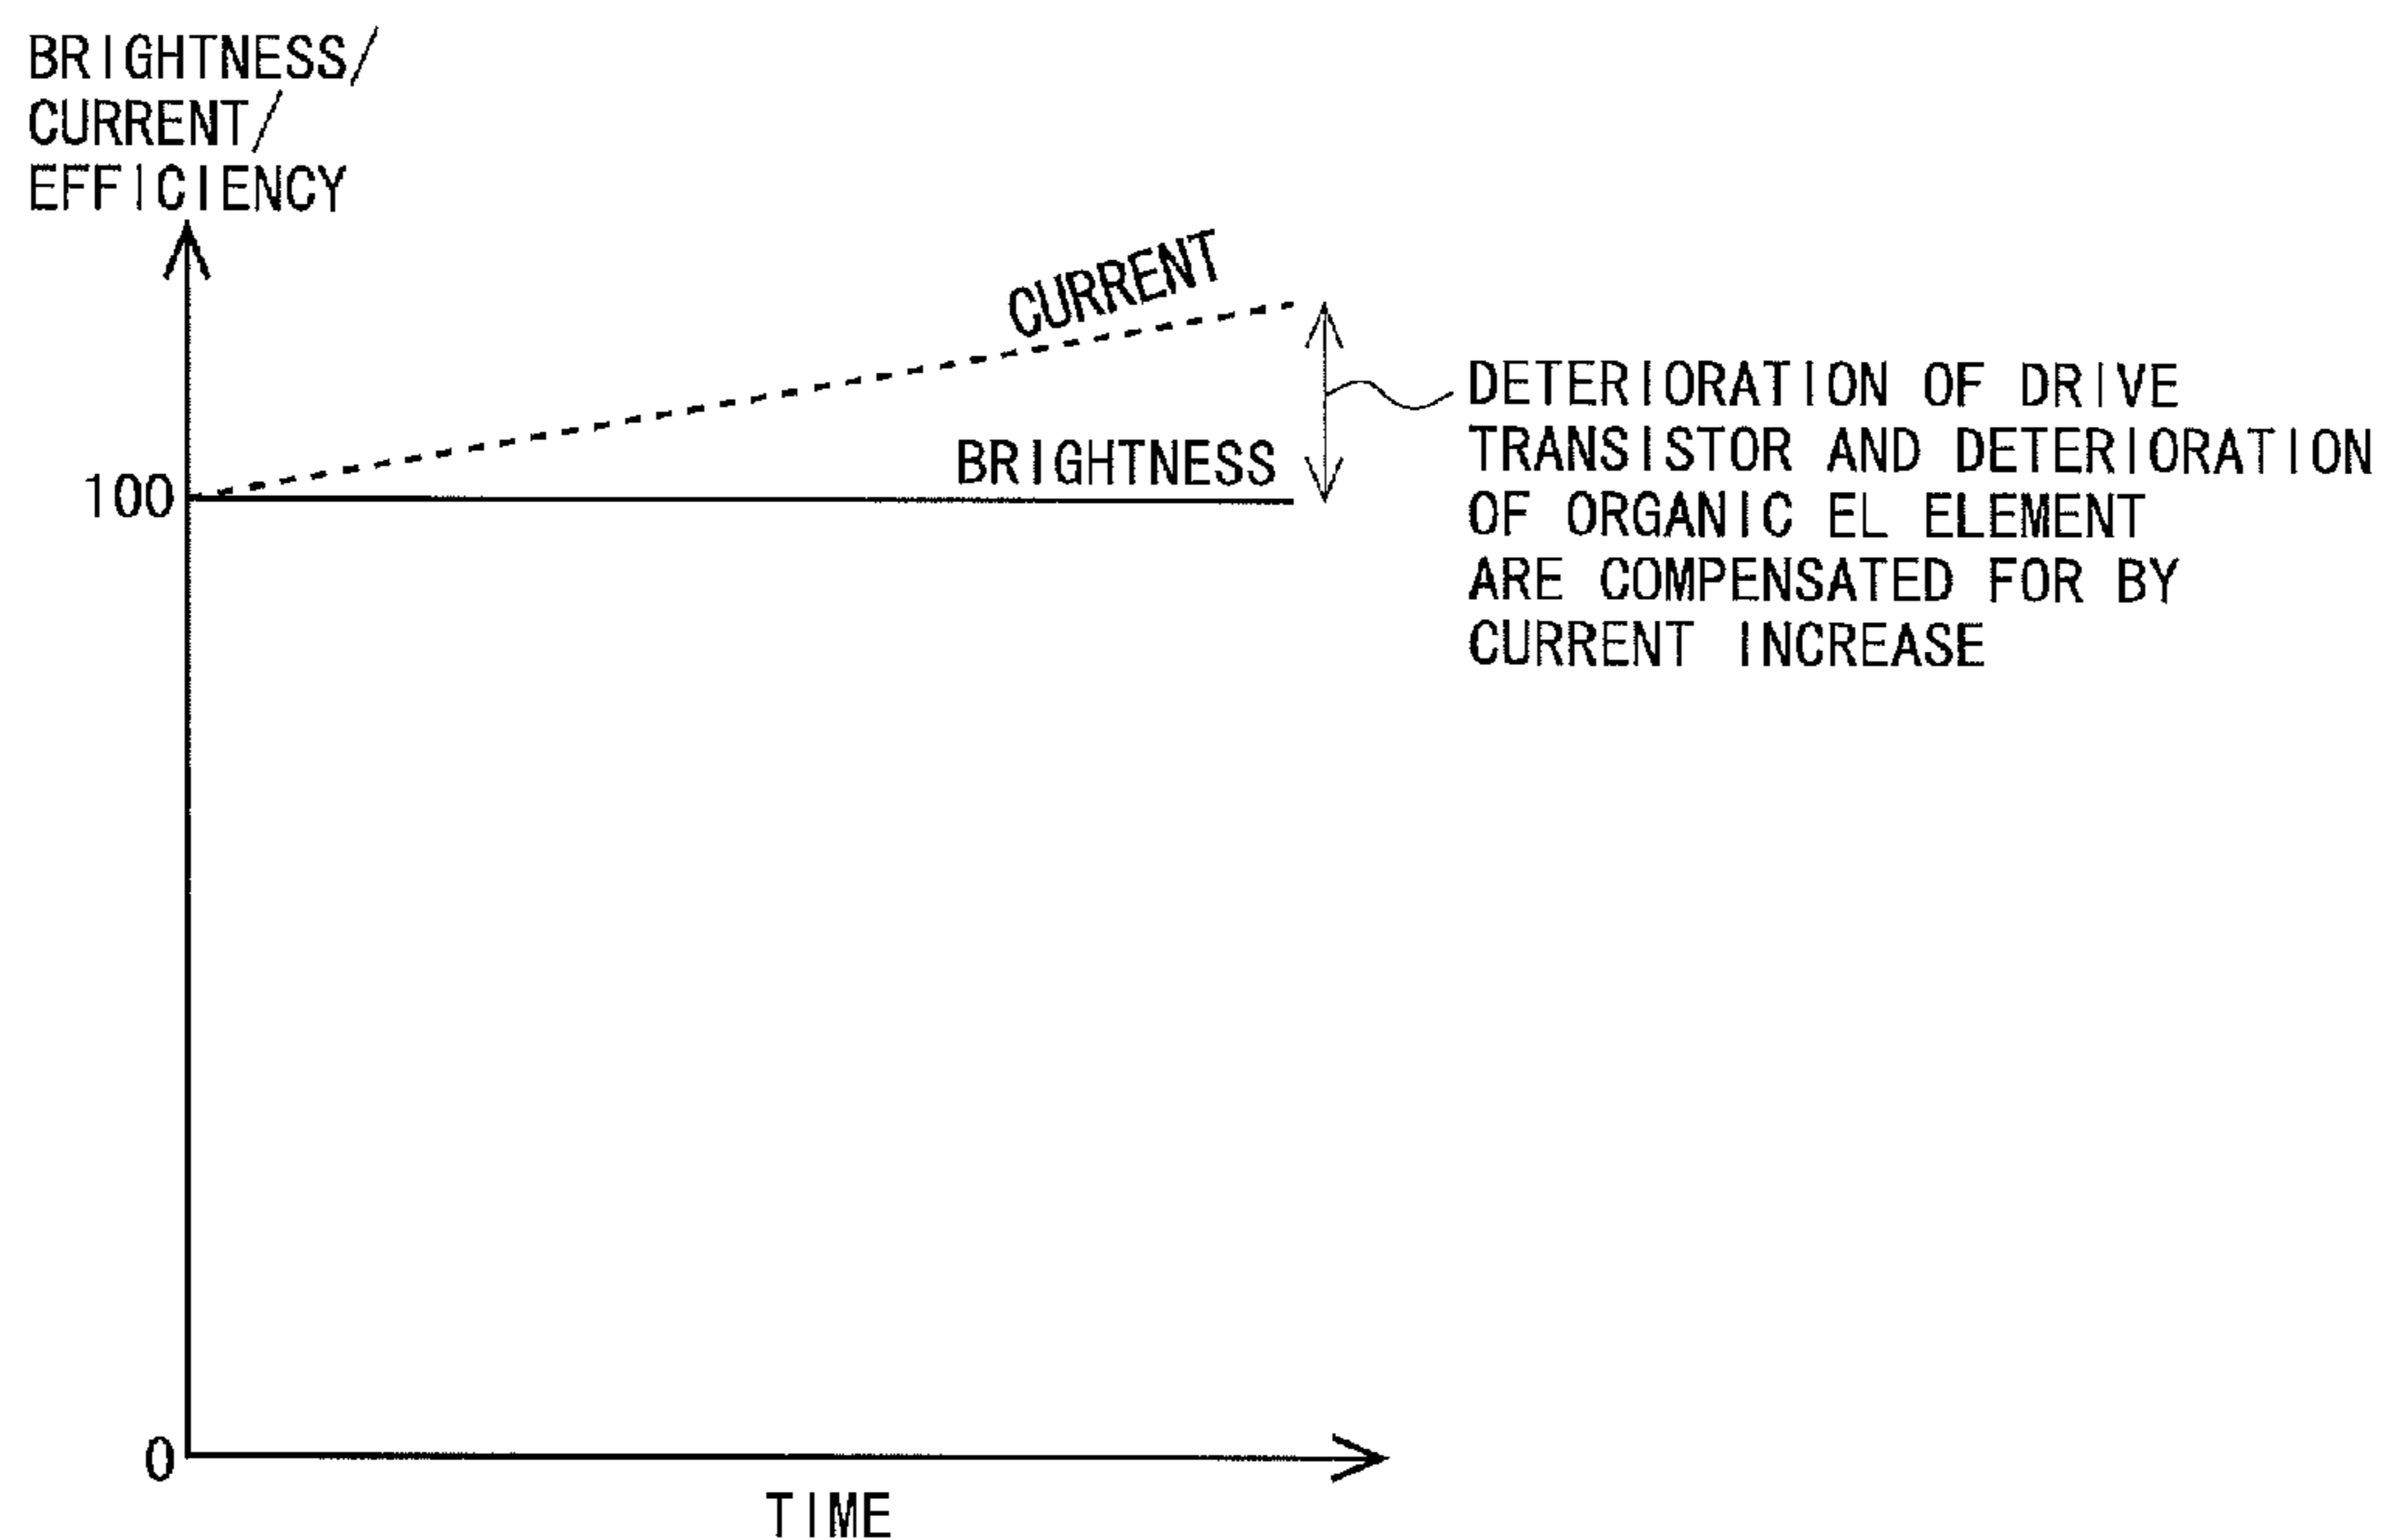 BRIGHTNESS/
CURRENT/
EFFICIENCY
CURRENT
BRIGHTNESS
100
DETERIORATION OF DRIVE
TRANSISTOR AND DETERIORATION
OF ORGANIC EL ELEMENT
ARE COMPENSATED FOR BY
CURRENT INCREASE
0
TIME